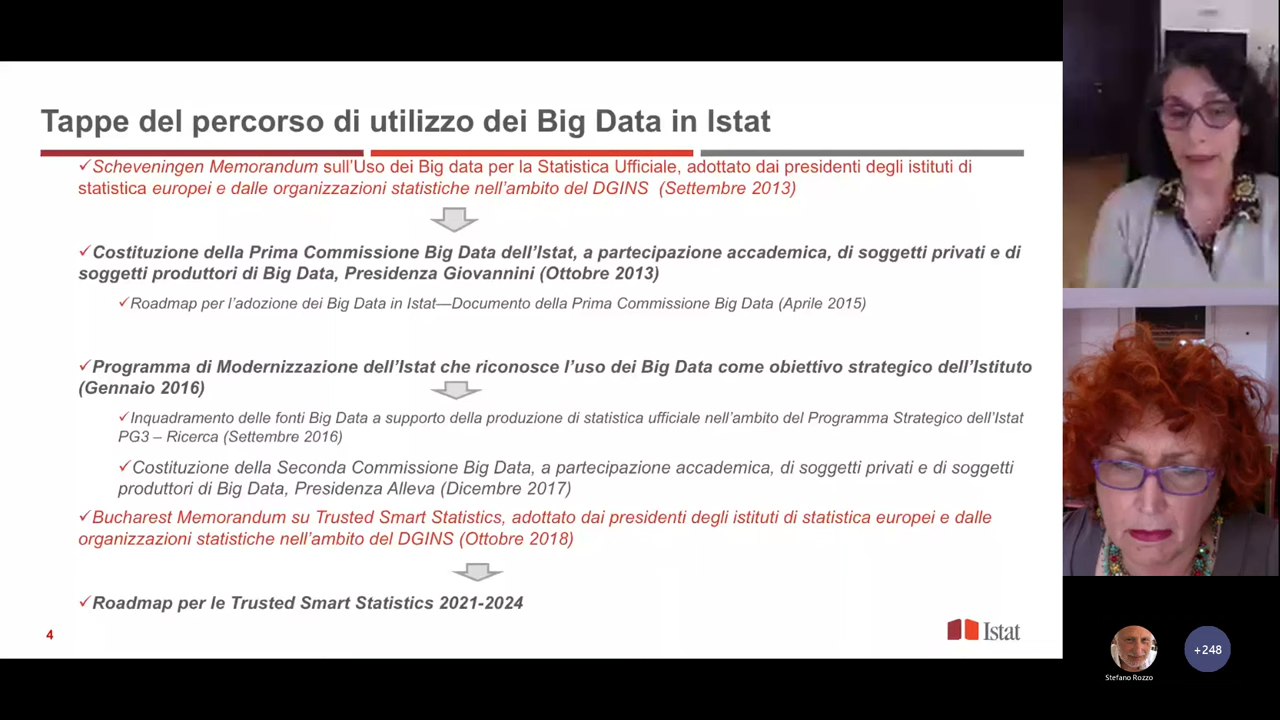 Tappe del percorso di utilizzo dei Big Data in Istat
✓Scheveningen Memorandum sull'Uso dei Big data per la Statistica Ufficiale, adottato dai presidenti degli istituti di
statistica europei e dalle organizzazioni statistiche nell'ambito del DGINS (Settembre 2013)
✓Costituzione della Prima Commissione Big Data dell'Istat, a partecipazione accademica, di soggetti privati e di
soggetti produttori di Big Data, Presidenza Giovannini (Ottobre 2013)
✓Roadmap per l'adozione dei Big Data in Istat—Documento della Prima Commissione Big Data (Aprile 2015)
✓Programma di Modernizzazione dell'Istat che riconosce l'uso dei Big Data come obiettivo strategico dell'Istituto
(Gennaio 2016)
✓Inquadramento delle fonti Big Data a supporto della produzione di statistica ufficiale nell'ambito del Programma Strategico dell'Istat
PG3 – Ricerca (Settembre 2016)
✓Costituzione della Seconda Commissione Big Data, a partecipazione accademica, di soggetti privati e di soggetti
produttori di Big Data, Presidenza Alleva (Dicembre 2017)
✓Bucharest Memorandum su Trusted Smart Statistics, adottato dai presidenti degli istituti di statistica europei e dalle
organizzazioni statistiche nell'ambito del DGINS (Ottobre 2018)
✓Roadmap per le Trusted Smart Statistics 2021-2024
4
Istat
+248
Stefano Rozzo